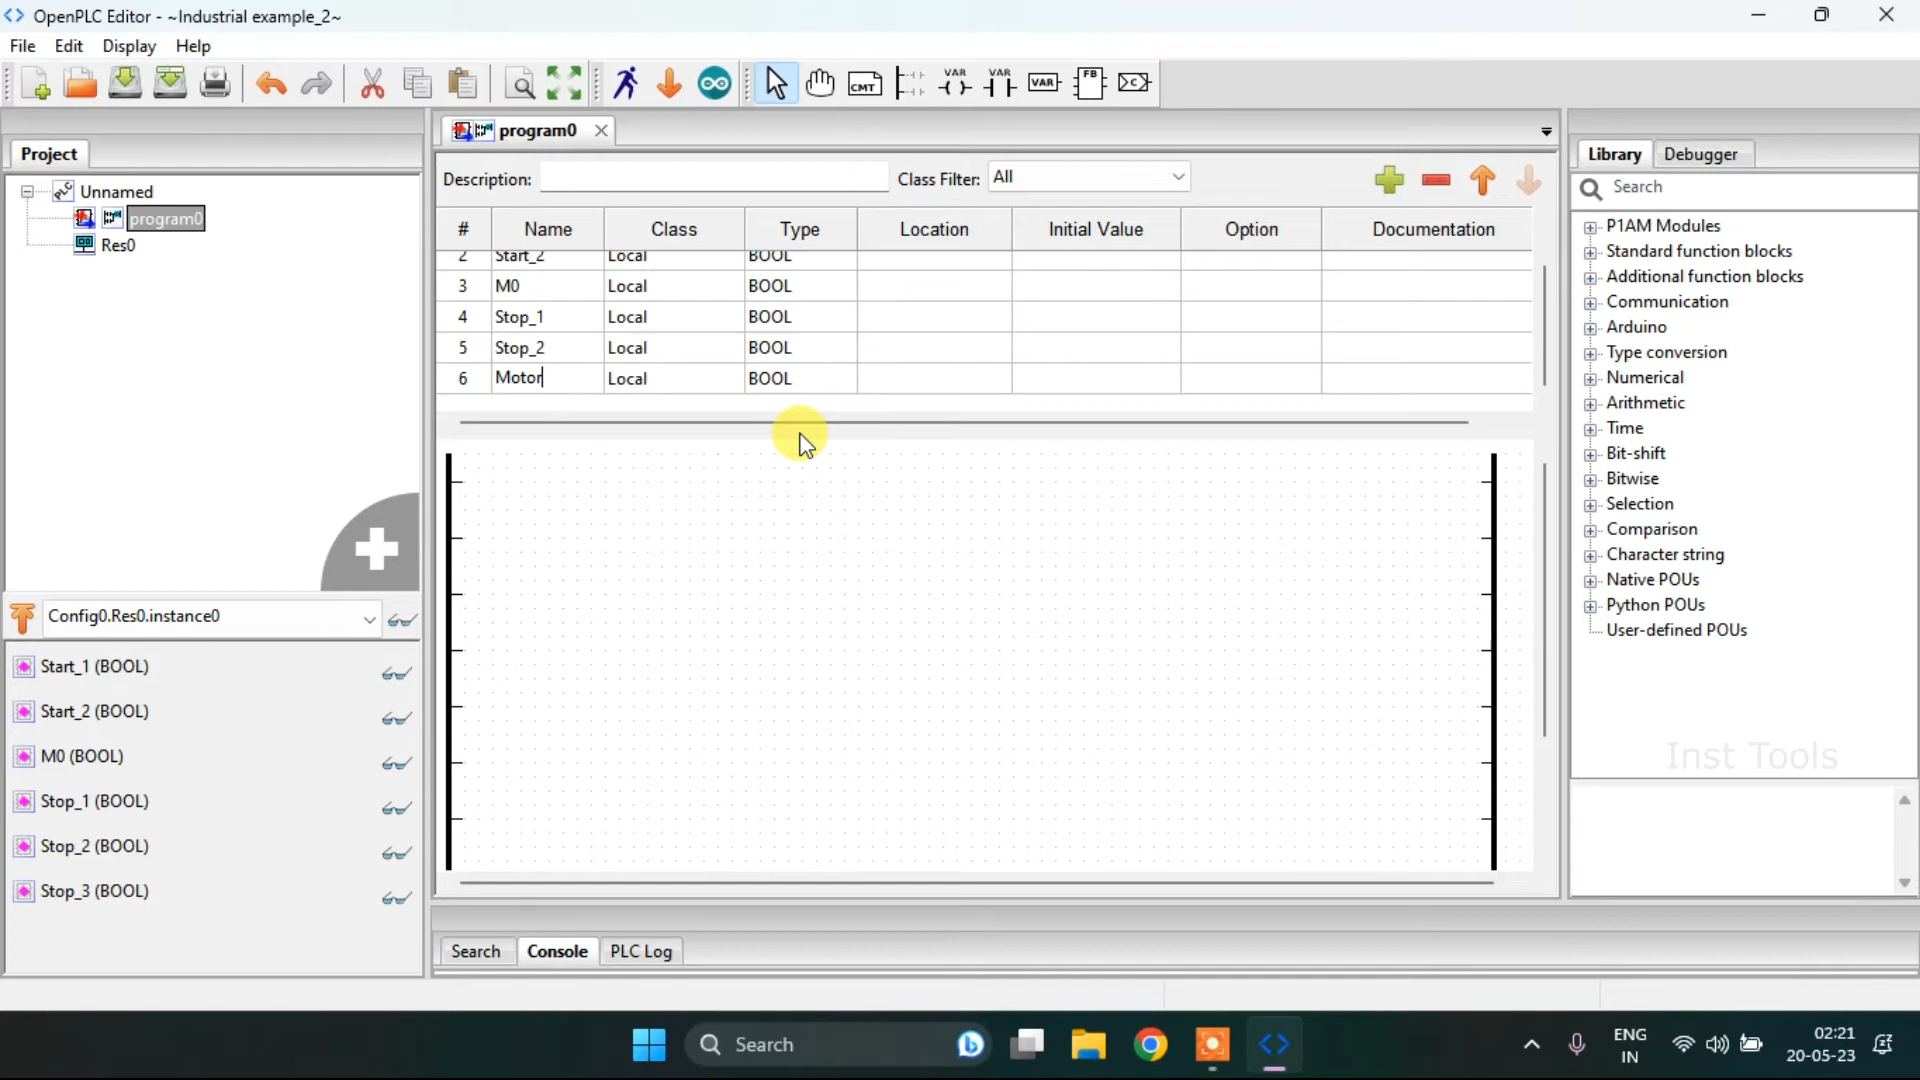 OpenPLC Editor - ~Industrial example_2~
File Edit Display Help
CMT VAR VAR VAR FB C
Project
Unnamed
program0
Res0
Config0.Res0.instance0
Start_1 (BOOL)
Start_2 (BOOL)
M0 (BOOL)
Stop_1 (BOOL)
Stop_2 (BOOL)
Stop_3 (BOOL)
program0
Description: Class Filter: All
# Name Class Type Location Initial Value Option Documentation
2 Start_2 Local BOOL
3 M0 Local BOOL
4 Stop_1 Local BOOL
5 Stop_2 Local BOOL
6 Motor Local BOOL
Search Console PLC Log
Library Debugger
Search
P1AM Modules
Standard function blocks
Additional function blocks
Communication
Arduino
Type conversion
Numerical
Arithmetic
Time
Bit-shift
Bitwise
Selection
Comparison
Character string
Native POUs
Python POUs
User-defined POUs
Inst Tools
Search
ENG
IN
02:21
20-05-23